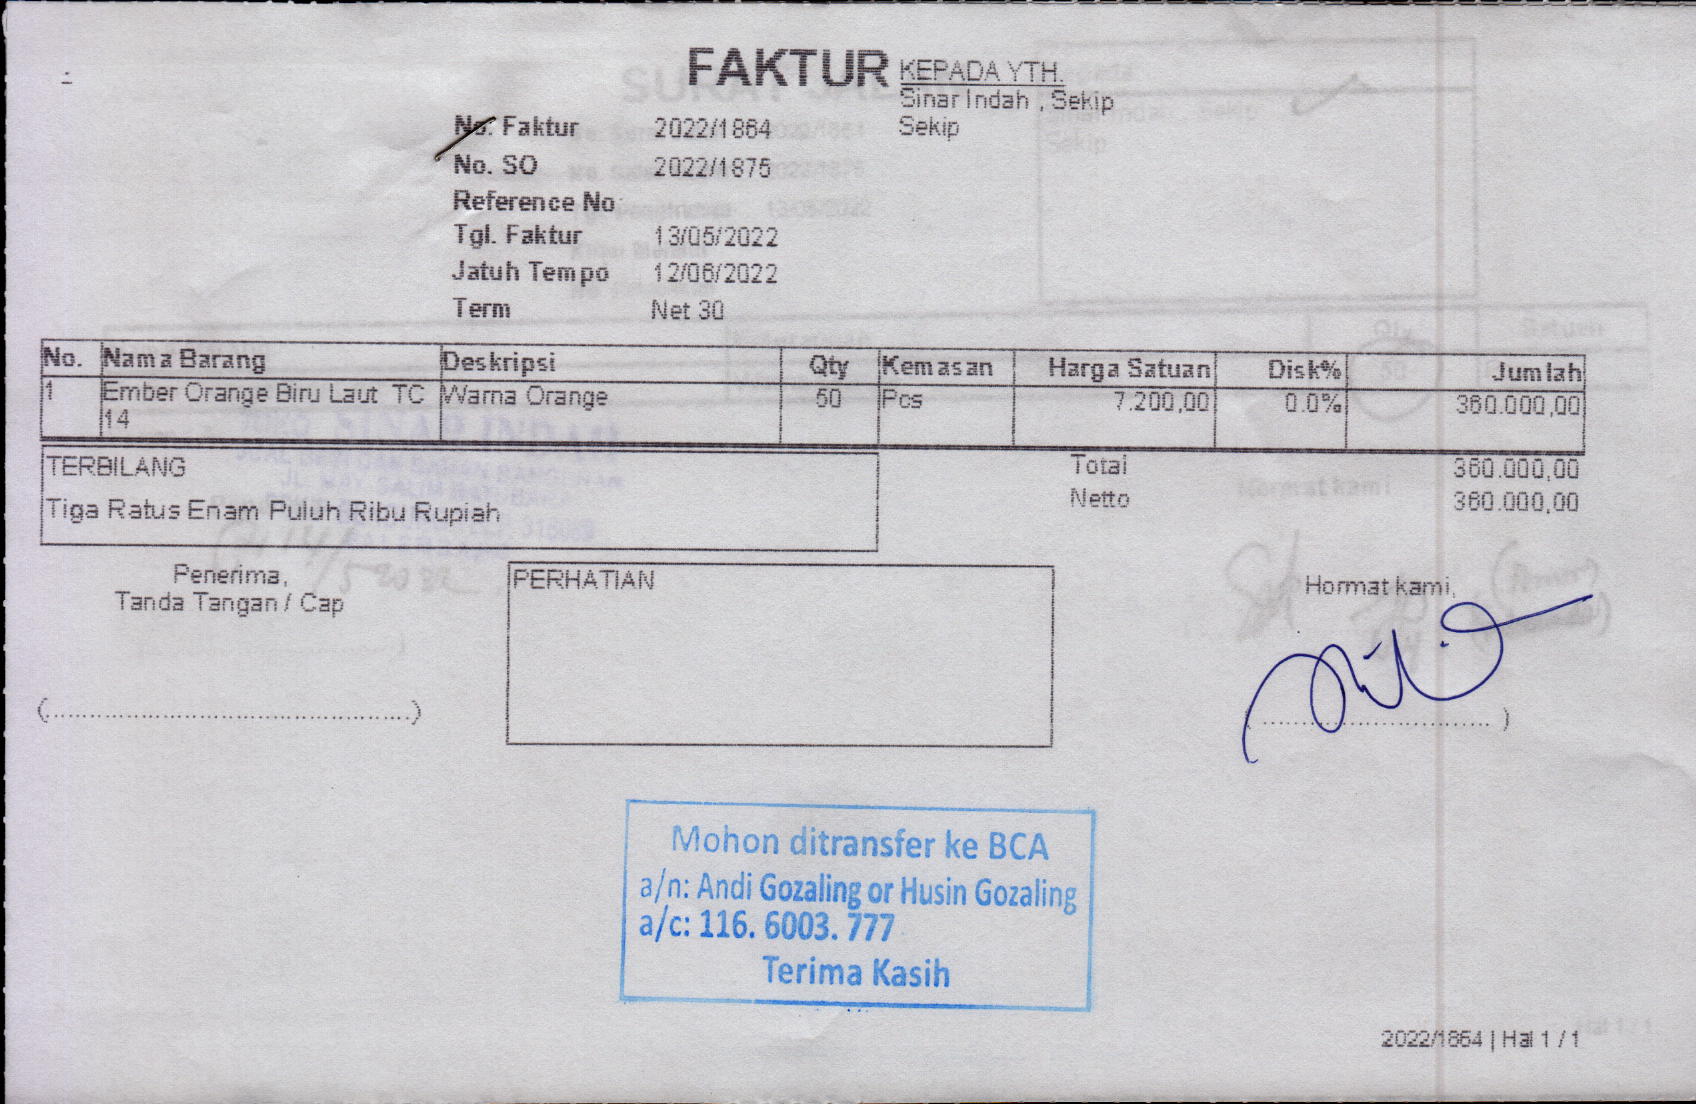 FAKTUR
KEPADA YTH.
Sinar Indah , Sekip
Sekip
No. Faktur 2022/1864
No. SO 2022/1875
Reference No
Tgl. Faktur 13/05/2022
Jatuh Tempo 12/06/2022
Term Net 30
No. Nama Barang Deskripsi Qty Kemasan Harga Satuan Disk% Jumlah
1 Ember Orange Biru Laut TC Warna Orange 50 Pcs 7.200,00 0.0% 360.000,00
14
TERBILANG
Tiga Ratus Enam Puluh Ribu Rupiah
Total 360.000,00
Netto 360.000,00
Penerima,
Tanda Tangan / Cap
(................................................)
PERHATIAN
Hormat kami,
( ................................ )
Mohon ditransfer ke BCA
a/n: Andi Gozaling or Husin Gozaling
a/c: 116. 6003. 777
Terima Kasih
2022/1864 | Hal 1 / 1